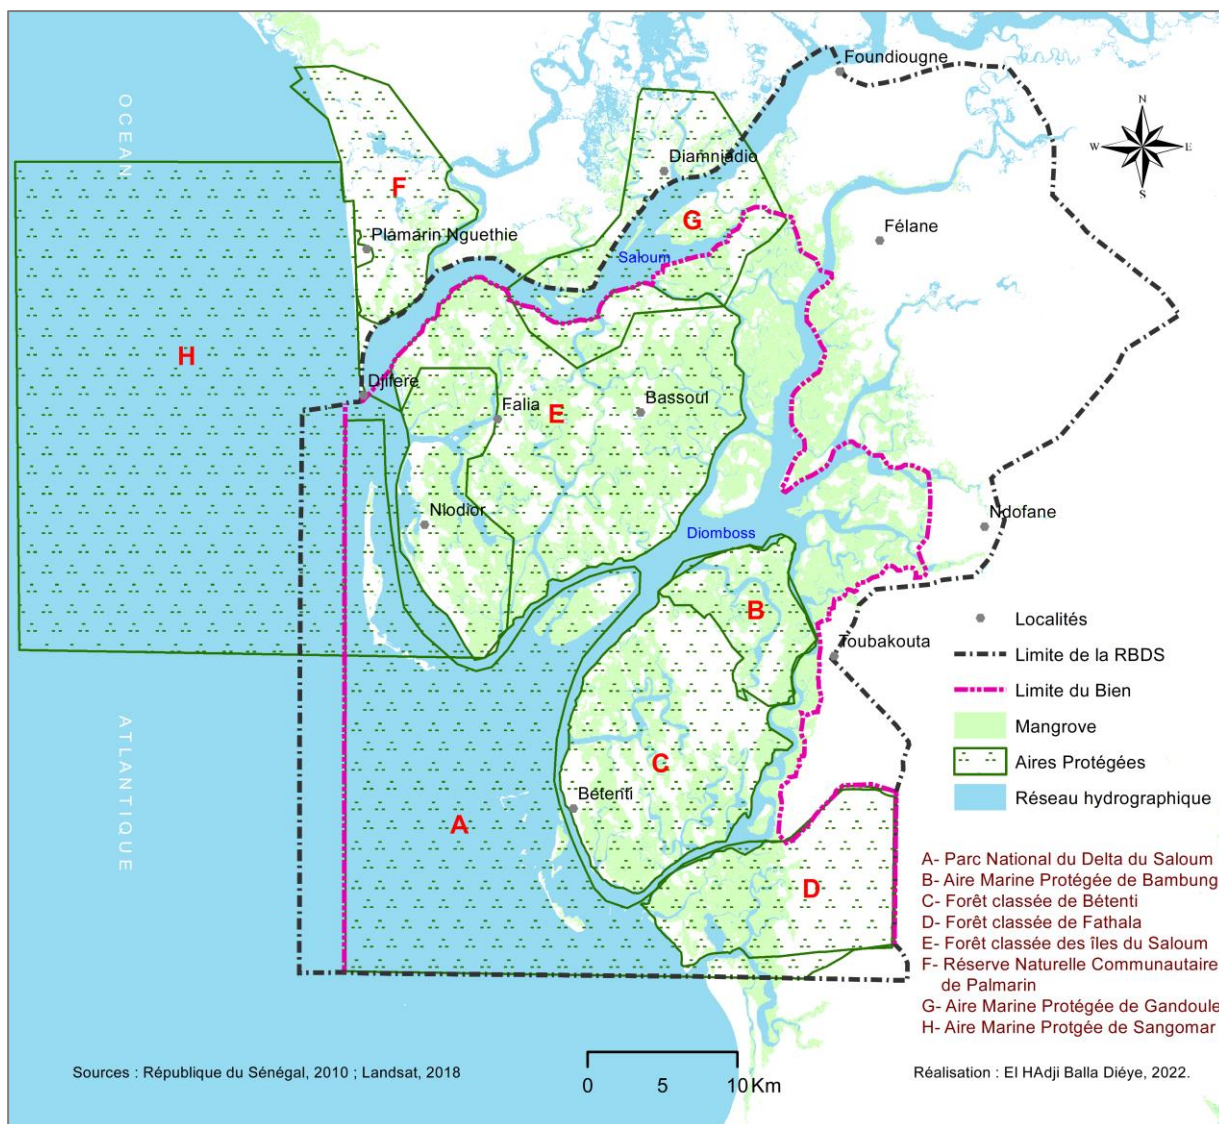 OCEAN
ATLANTIQUE
Foundiougne
N
W
E
S
Diamniadio
F
G
Félane
Plamarin Nguethie
Saloum
H
Djifere
Falia
E
Bassoul
Niodior
Diomboss
Ndofane
B
Toubakouta
C
Bétenti
A
D
Localités
Limite de la RBDS
Limite du Bien
Mangrove
Aires Protégées
Réseau hydrographique
A- Parc National du Delta du Saloum
B- Aire Marine Protégée de Bambung
C- Forêt classée de Bétenti
D- Forêt classée de Fathala
E- Forêt classée des îles du Saloum
F- Réserve Naturelle Communautaire
de Palmarin
G- Aire Marine Protégée de Gandoule
H- Aire Marine Protgée de Sangomar
Sources : République du Sénégal, 2010 ; Landsat, 2018
0 5 10 Km
Réalisation : El HAdji Balla Diéye, 2022.